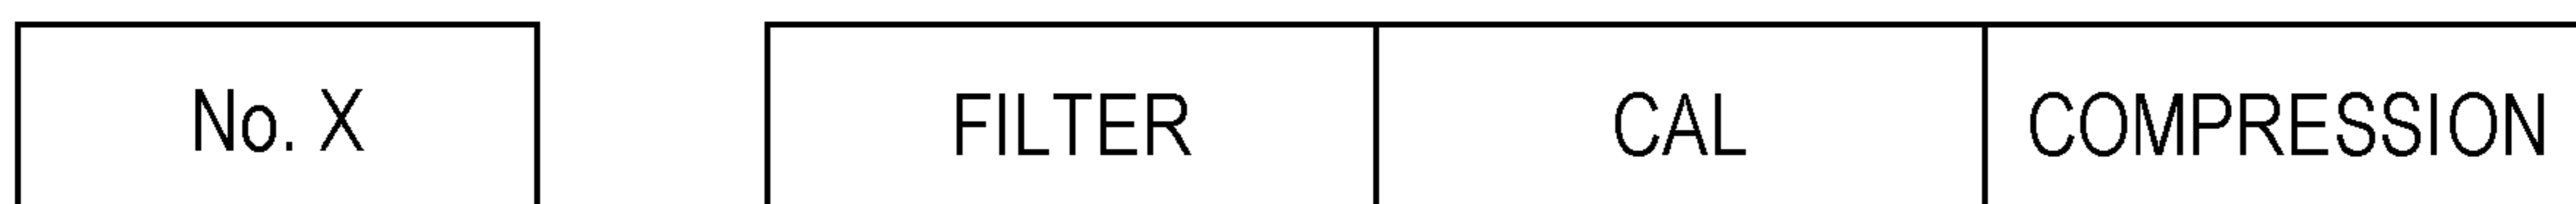 No. X FILTER CAL COMPRESSION